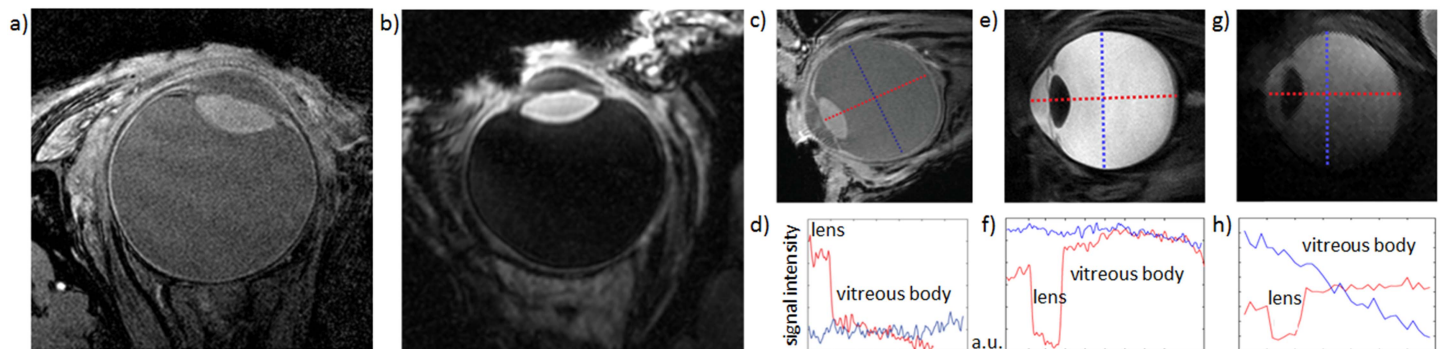 a)
b)
c)
e)
g)
d)
lens
vitreous body
signal intensity
f)
lens
vitreous body
a.u.
h)
vitreous body
lens